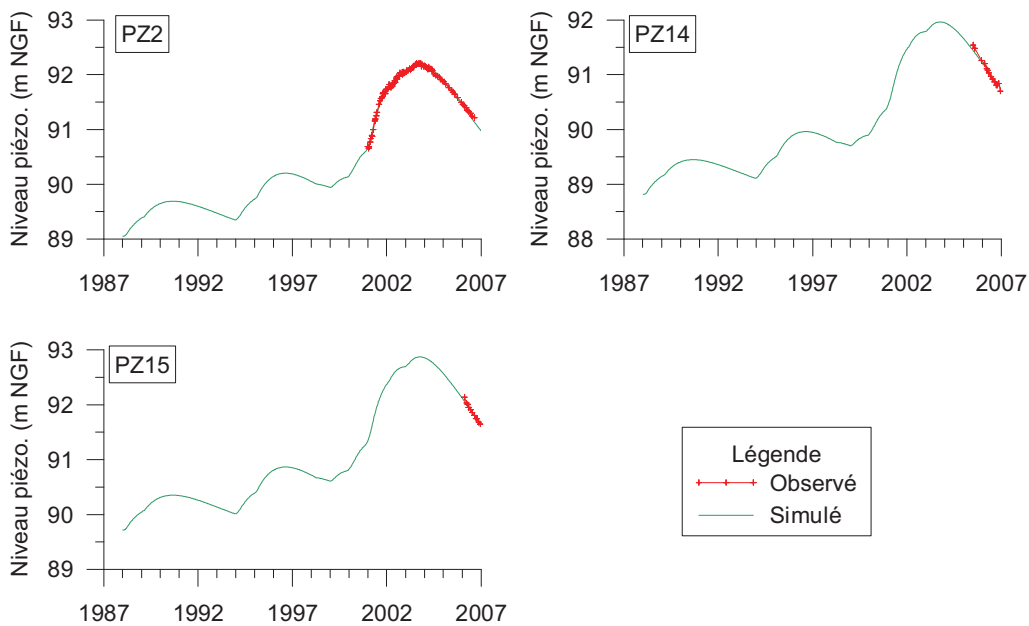 Niveau piézo. (m NGF)
93
92
91
90
89
PZ2
1987 1992 1997 2002 2007
Niveau piézo. (m NGF)
92
91
90
89
88
PZ14
1987 1992 1997 2002 2007
Niveau piézo. (m NGF)
93
92
91
90
89
PZ15
1987 1992 1997 2002 2007
Légende
Observé
Simulé